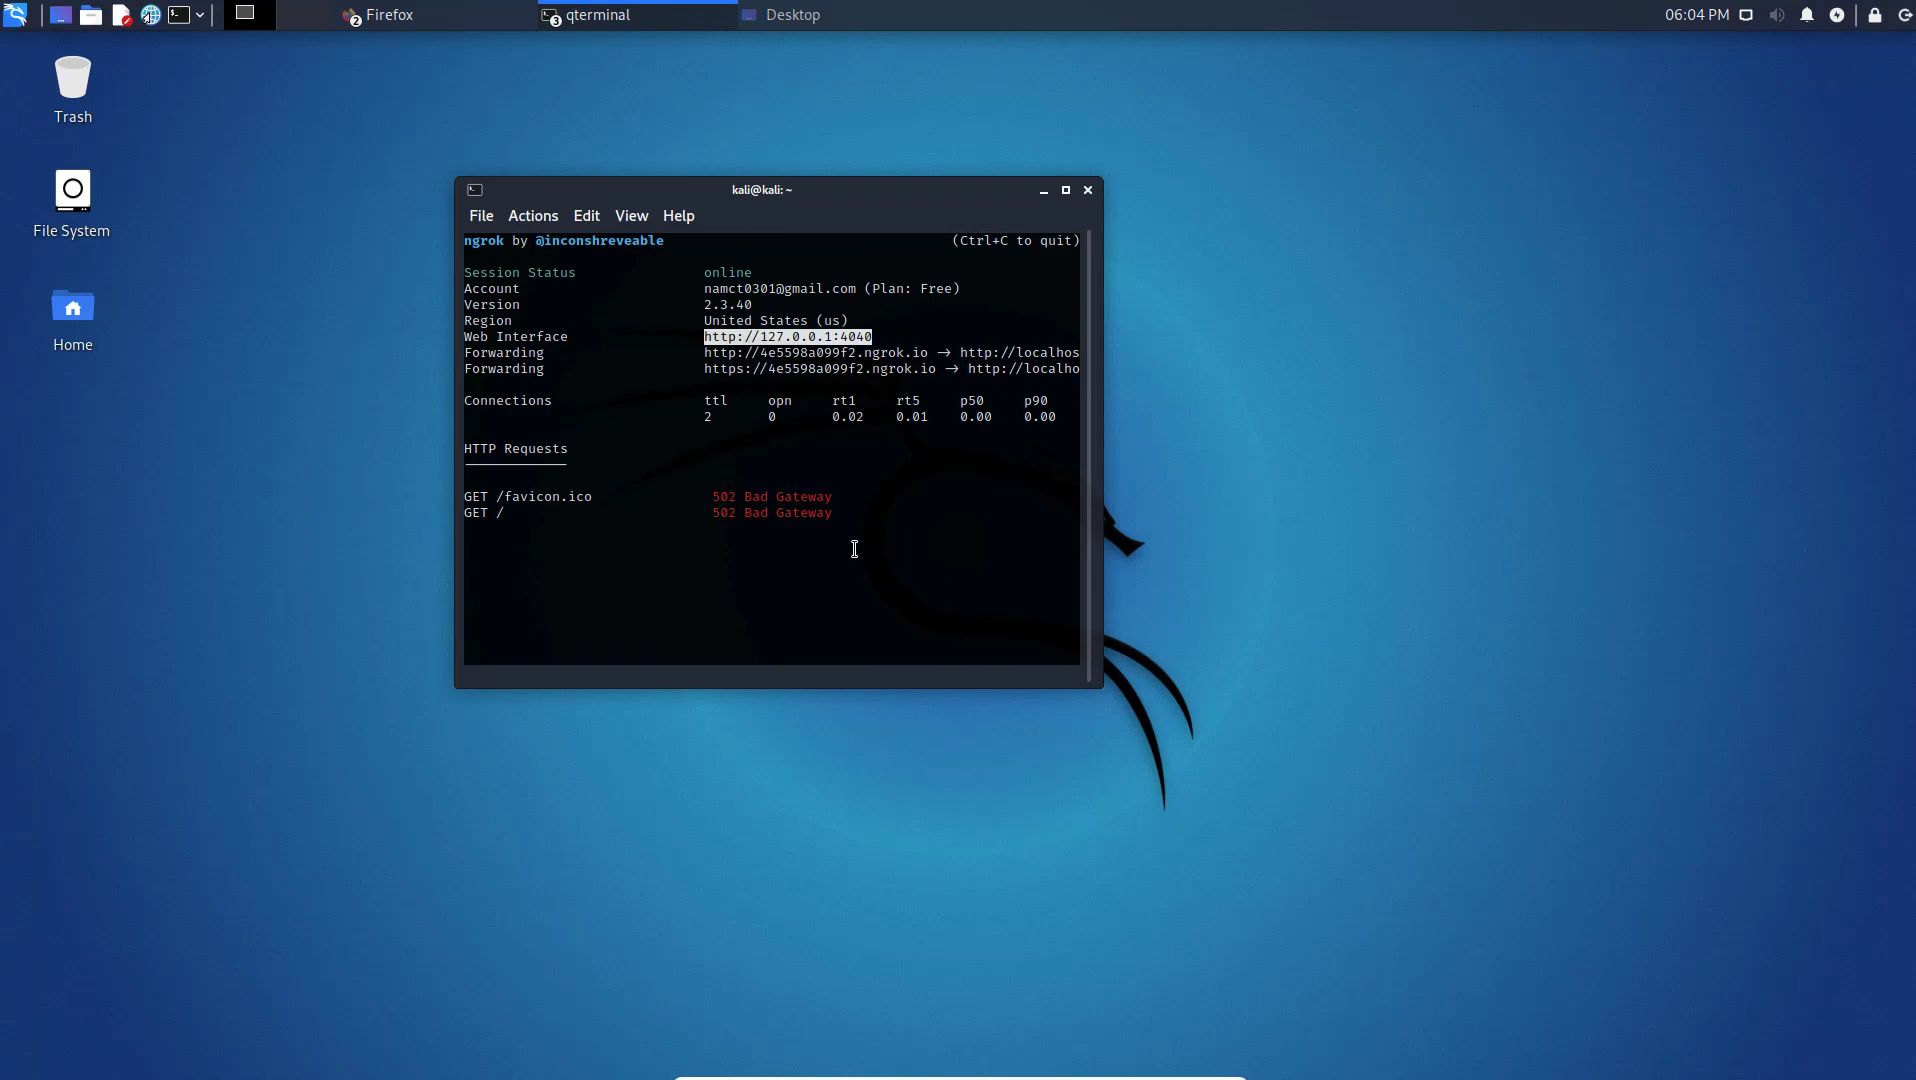 2 Firefox
3 qterminal
Desktop
06:04 PM
Trash
File System
Home
kali@kali: ~
File Actions Edit View Help
ngrok by @inconshreveable (Ctrl+C to quit)
Session Status online
Account namct0301@gmail.com (Plan: Free)
Version 2.3.40
Region United States (us)
Web Interface http://127.0.0.1:4040
Forwarding http://4e5598a099f2.ngrok.io → http://localhos
Forwarding https://4e5598a099f2.ngrok.io → http://localho
Connections ttl opn rt1 rt5 p50 p90
2 0 0.02 0.01 0.00 0.00
HTTP Requests
GET /favicon.ico 502 Bad Gateway
GET / 502 Bad Gateway